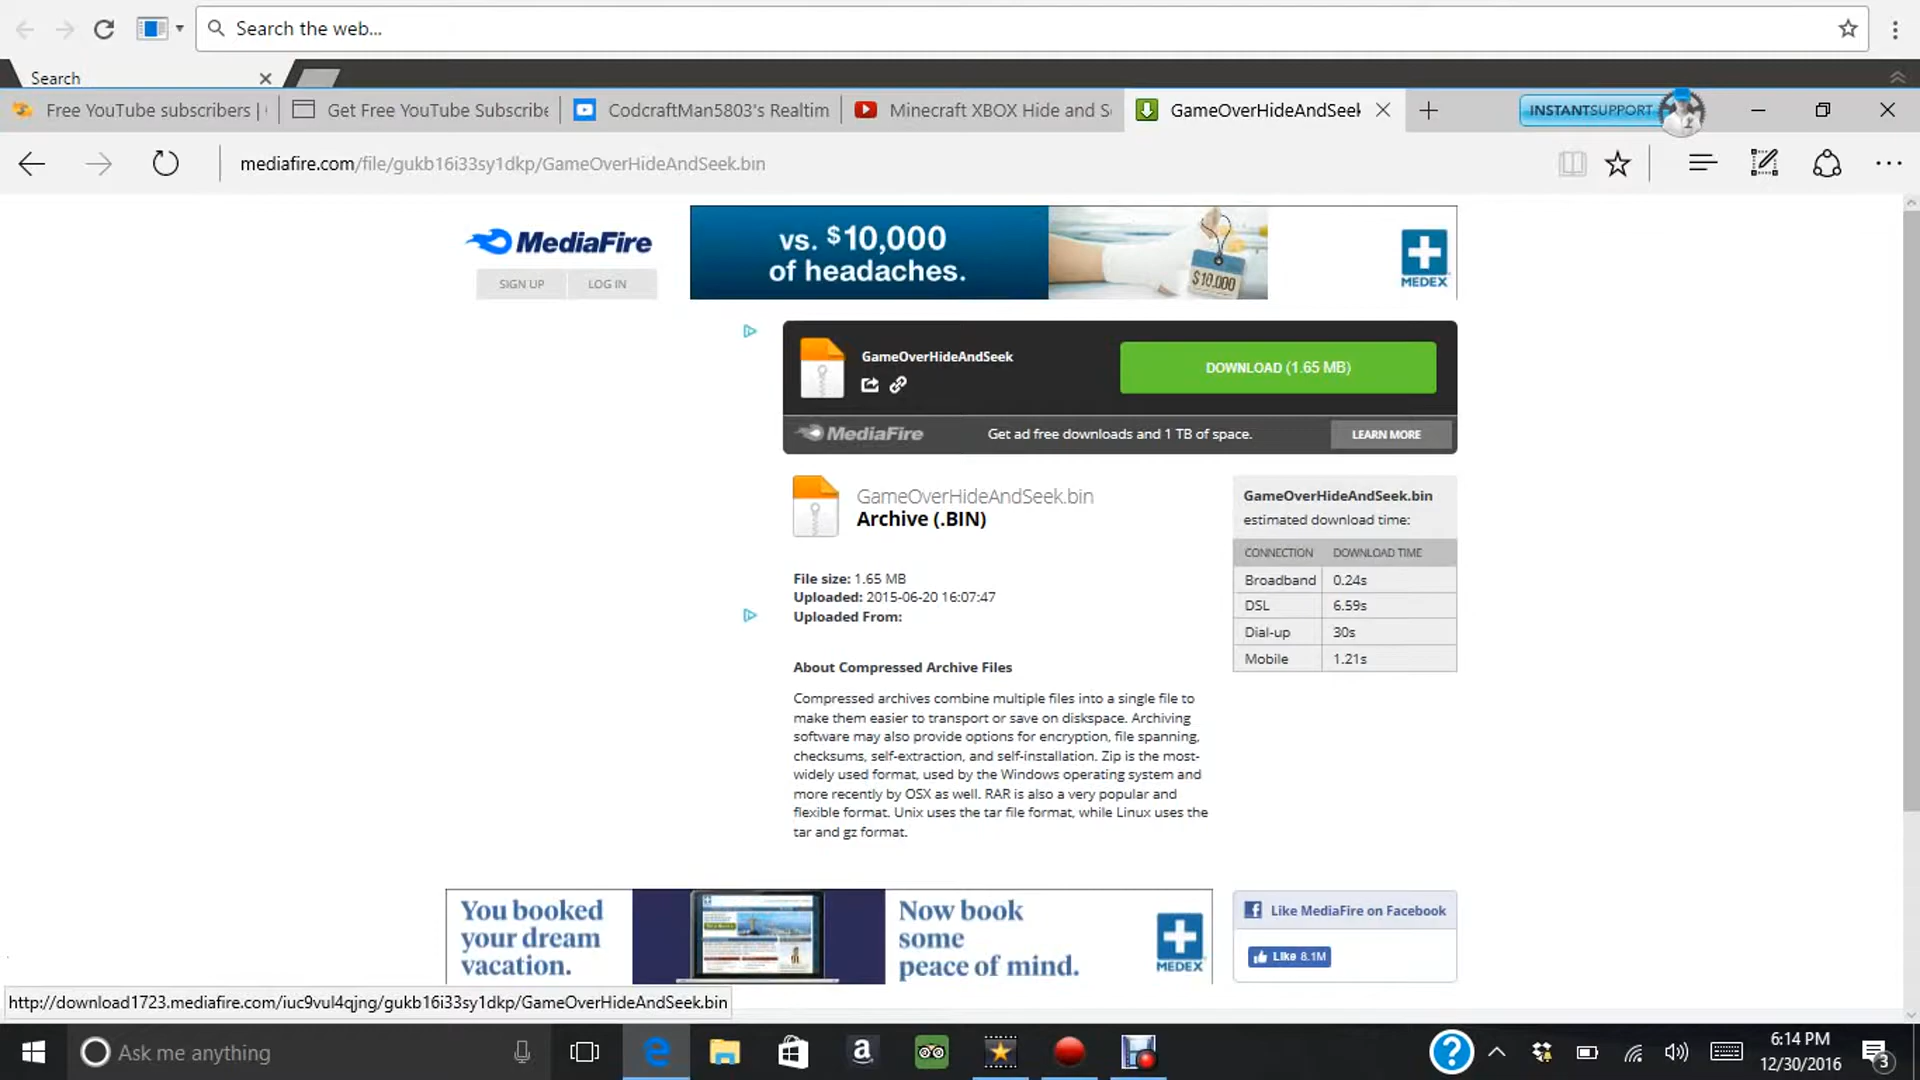 Search the web...
Search
Free YouTube subscribers |
Get Free YouTube Subscribe
CodcraftMan5803's Realtim
Minecraft XBOX Hide and S
GameOverHideAndSeek
INSTANTSUPPORT
mediafire.com/file/gukb16i33sy1dkp/GameOverHideAndSeek.bin
MediaFire
SIGN UP
LOG IN
vs. $10,000
of headaches.
$10,000
MEDEX
GameOverHideAndSeek
DOWNLOAD (1.65 MB)
MediaFire
Get ad free downloads and 1 TB of space.
LEARN MORE
GameOverHideAndSeek.bin
Archive (.BIN)
File size: 1.65 MB
Uploaded: 2015-06-20 16:07:47
Uploaded From:
About Compressed Archive Files
Compressed archives combine multiple files into a single file to
make them easier to transport or save on diskspace. Archiving
software may also provide options for encryption, file spanning,
checksums, self-extraction, and self-installation. Zip is the most-
widely used format, used by the Windows operating system and
more recently by OSX as well. RAR is also a very popular and
flexible format. Unix uses the tar file format, while Linux uses the
tar and gz format.
GameOverHideAndSeek.bin
estimated download time:
CONNECTION DOWNLOAD TIME
Broadband 0.24s
DSL 6.59s
Dial-up 30s
Mobile 1.21s
You booked
your dream
vacation.
Now book
some
peace of mind.
MEDEX
Like MediaFire on Facebook
Like 8.1M
http://download1723.mediafire.com/iuc9vul4qjng/gukb16i33sy1dkp/GameOverHideAndSeek.bin
Ask me anything
6:14 PM
12/30/2016
3